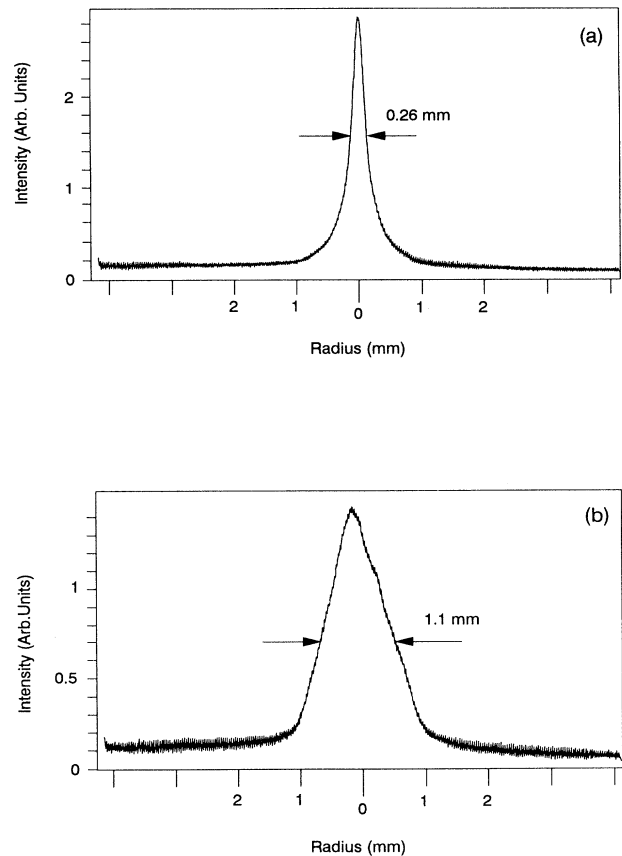 (a)
Intensity (Arb. Units)
2
1
0
0.26 mm
2 1 0 1 2
Radius (mm)
(b)
Intensity (Arb.Units)
1
0.5
0
1.1 mm
2 1 0 1 2
Radius (mm)